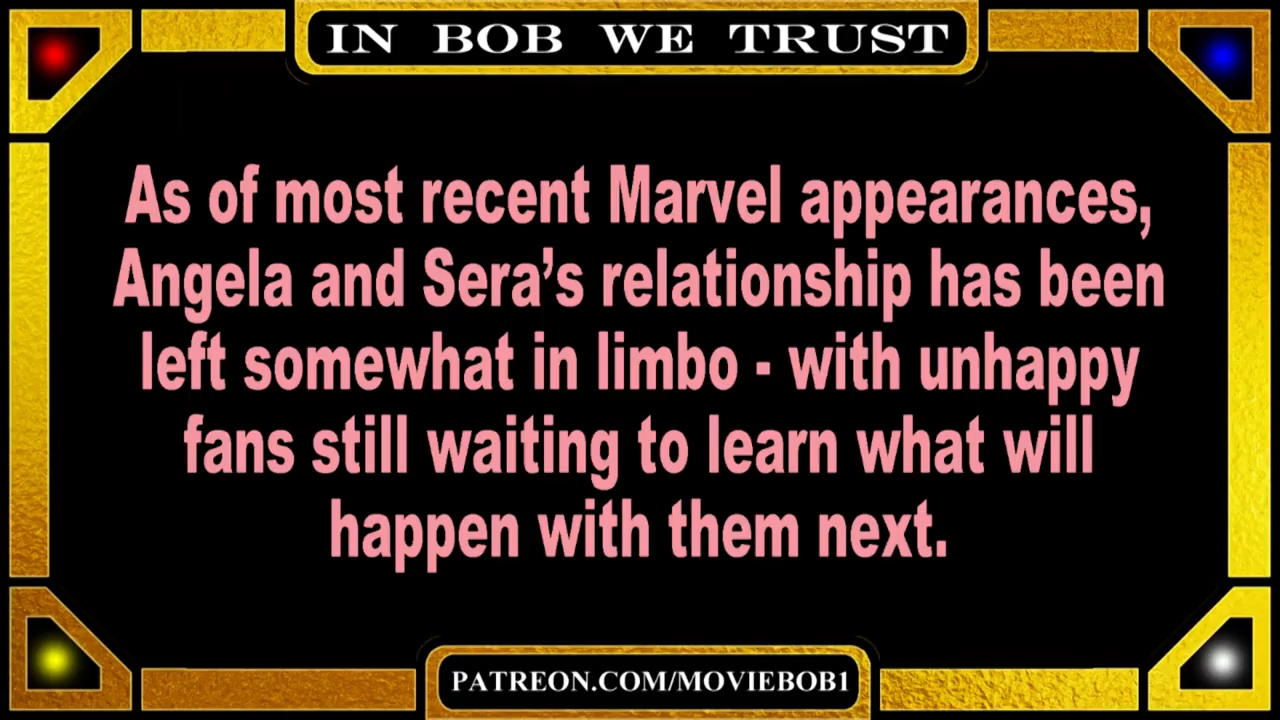 IN BOB WE TRUST
As of most recent Marvel appearances,
Angela and Sera’s relationship has been
left somewhat in limbo - with unhappy
fans still waiting to learn what will
happen with them next.
PATREON.COM/MOVIEBOB1